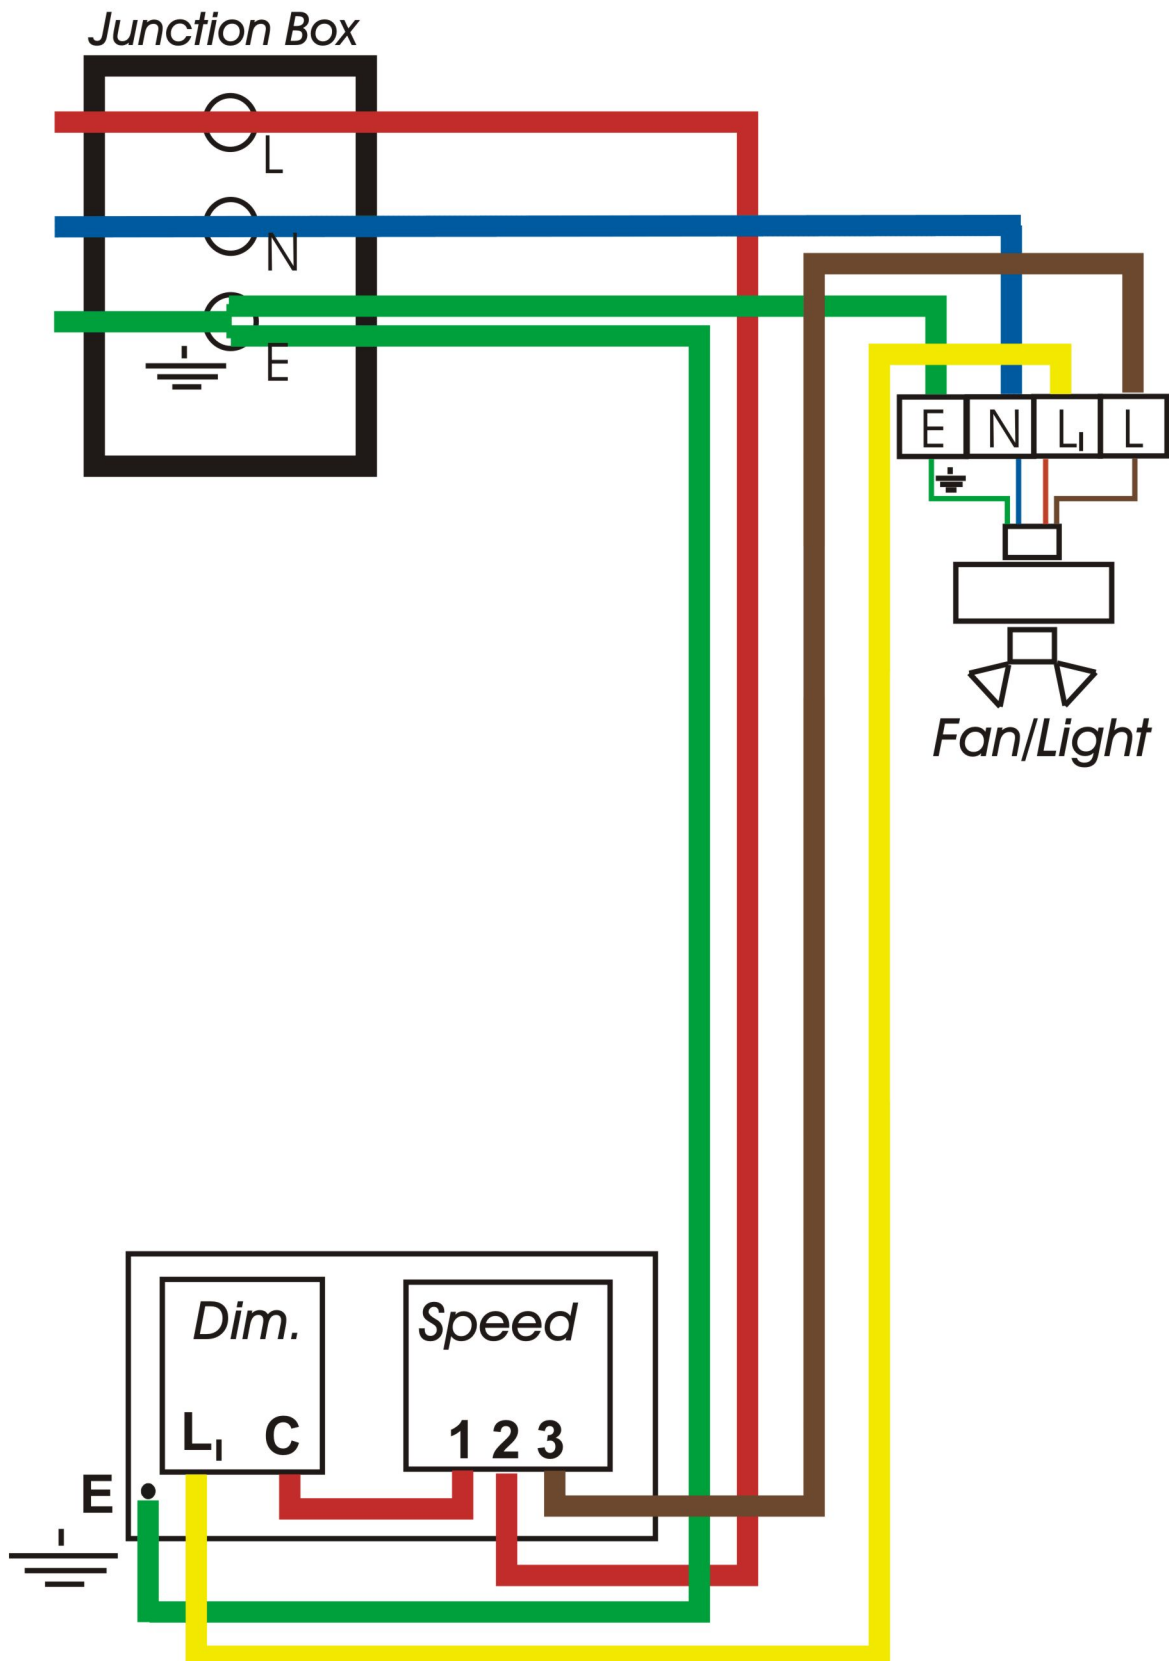 Junction Box
L
N
E
E N L₁ L
Fan/Light
Dim. Speed
L₁ C 1 2 3
E